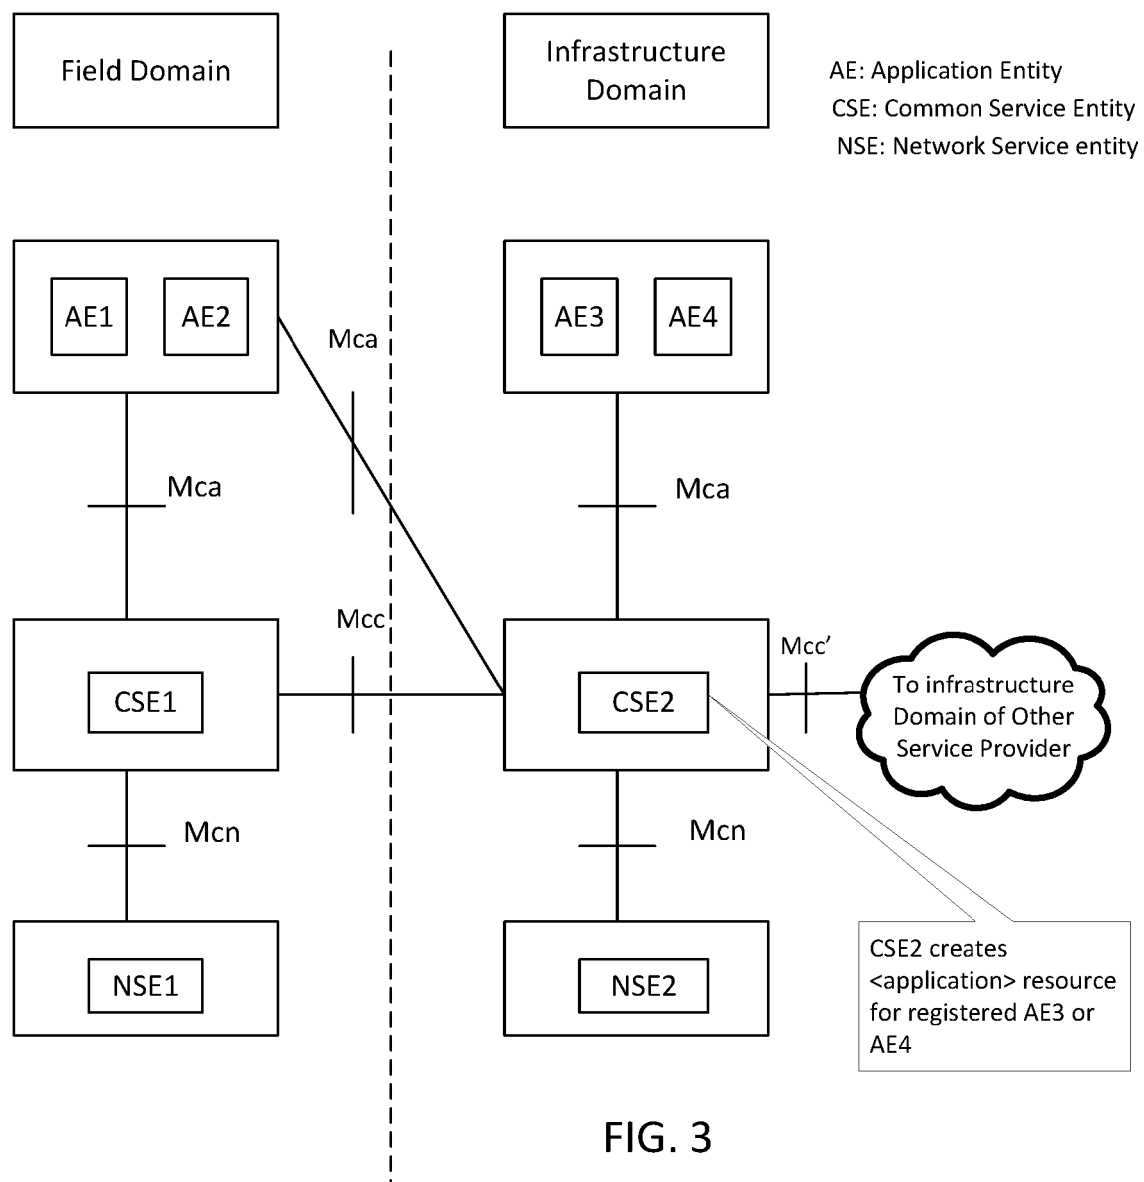 Field Domain
Infrastructure
Domain
AE: Application Entity
CSE: Common Service Entity
NSE: Network Service entity
AE1
AE2
AE3
AE4
Mca
Mca
Mca
Mcc
Mcc’
CSE1
CSE2
To infrastructure
Domain of Other
Service Provider
Mcn
Mcn
NSE1
NSE2
CSE2 creates
<application> resource
for registered AE3 or
AE4
FIG. 3